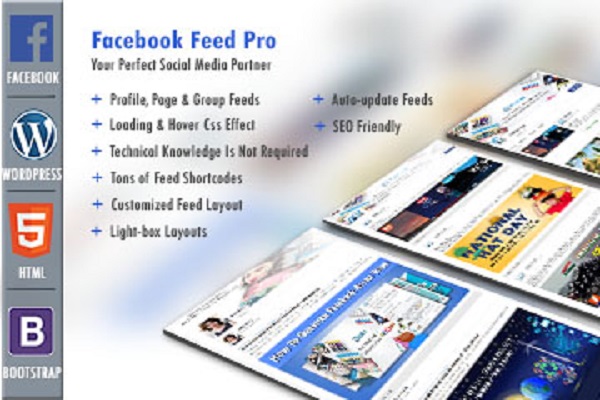 FACEBOOK
WORDPRESS
HTML
BOOTSTRAP
Facebook Feed Pro
Your Perfect Social Media Partner
+ Profile, Page & Group Feeds
+ Loading & Hover Css Effect
+ Technical Knowledge Is Not Required
+ Tons of Feed Shortcodes
+ Customized Feed Layout
+ Light-box Layouts
+ Auto-update Feeds
+ SEO Friendly
NATIONAL
HAT DAY